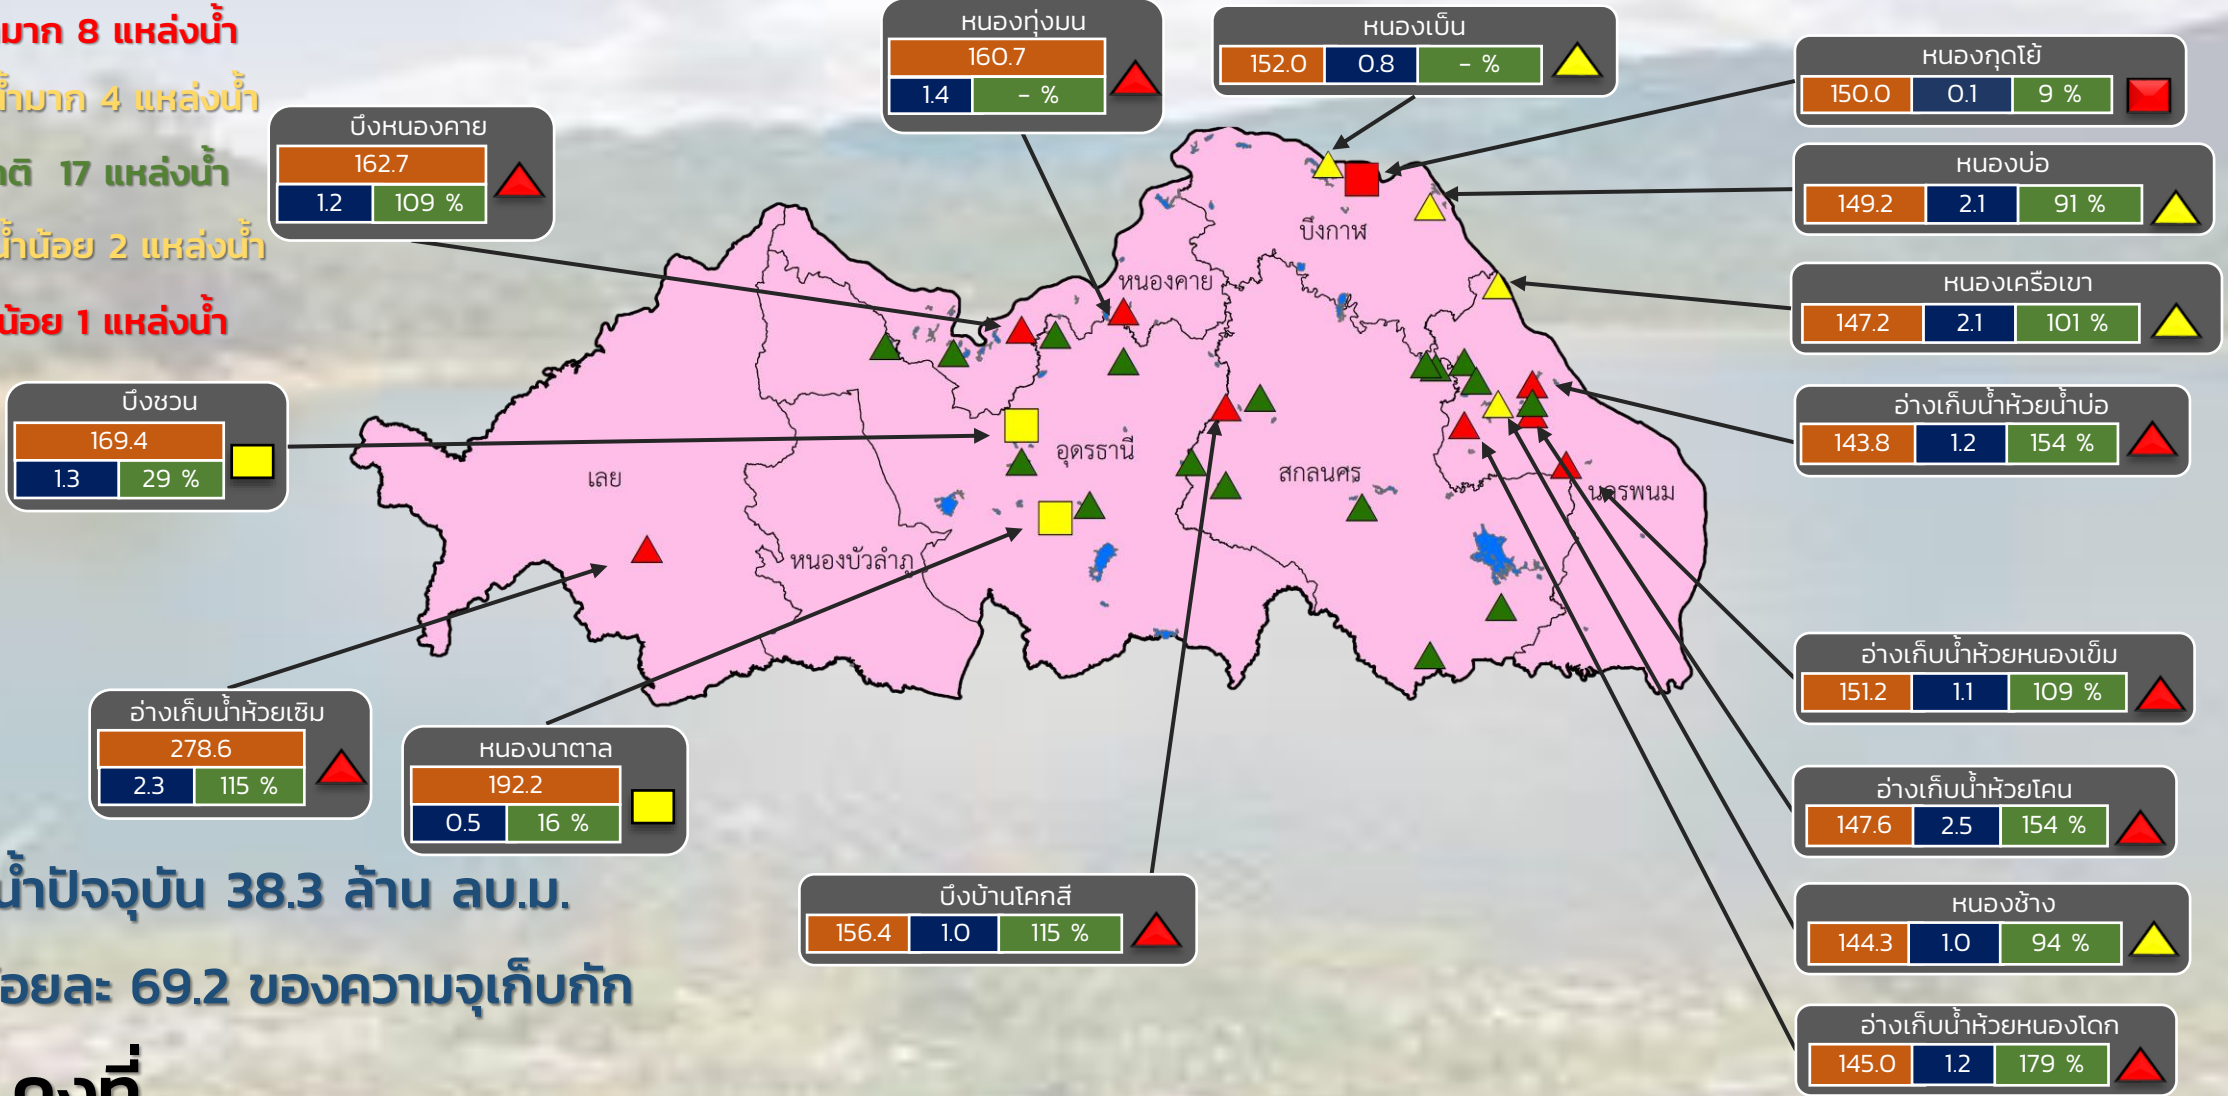 มาก 8 แหล่งน้ำ
น้ำมาก 4 แหล่งน้ำ
17 แหล่งน้ำ
น้ำน้อย 2 แหล่งน้ำ
น้อย 1 แหล่งน้ำ
บึงหนองคาย
162.7
1.2 109 %
หนองทุ่งมน
160.7
1.4 - %
หนองเบ็น
152.0 0.8 - %
หนองกุดโย้
150.0 0.1 9 %
หนองบ่อ
149.2 2.1 91 %
หนองเครือเขา
147.2 2.1 101 %
อ่างเก็บน้ำห้วยน้ำบ่อ
143.8 1.2 154 %
บึงชวน
169.4
1.3 29 %
บึงกาฬ
หนองคาย
อุดรธานี
สกลนคร
นครพนม
เลย
หนองบัวลำภู
อ่างเก็บน้ำห้วยหนองเข็ม
151.2 1.1 109 %
อ่างเก็บน้ำห้วยเซิม
278.6
2.3 115 %
หนองนาตาล
192.2
0.5 16 %
อ่างเก็บน้ำห้วยโคน
147.6 2.5 154 %
บึงบ้านโคกสี
156.4 1.0 115 %
หนองช้าง
144.3 1.0 94 %
อ่างเก็บน้ำห้วยหนองโดก
145.0 1.2 179 %
น้ำปัจจุบัน 38.3 ล้าน ลบ.ม.
้อยละ 69.2 ของความจุเก็บกัก
คงที่